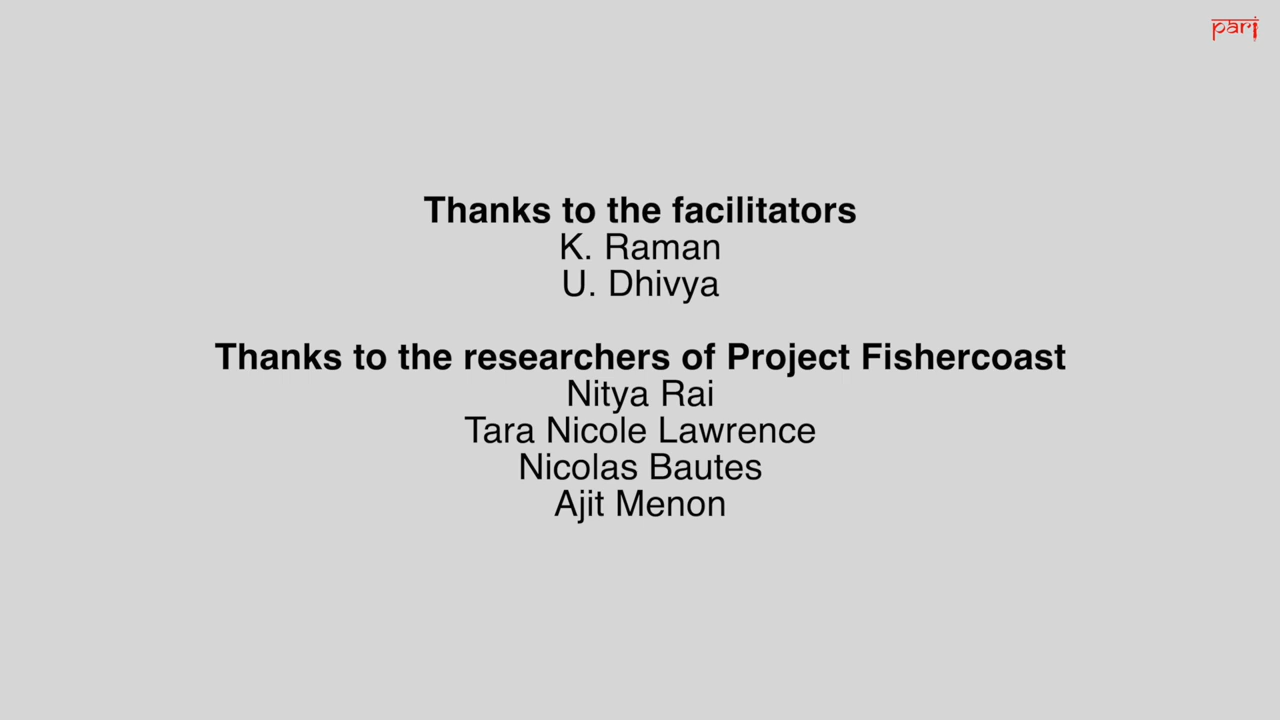 pari
Thanks to the facilitators
K. Raman
U. Dhivya
Thanks to the researchers of Project Fishercoast
Nitya Rai
Tara Nicole Lawrence
Nicolas Bautes
Ajit Menon